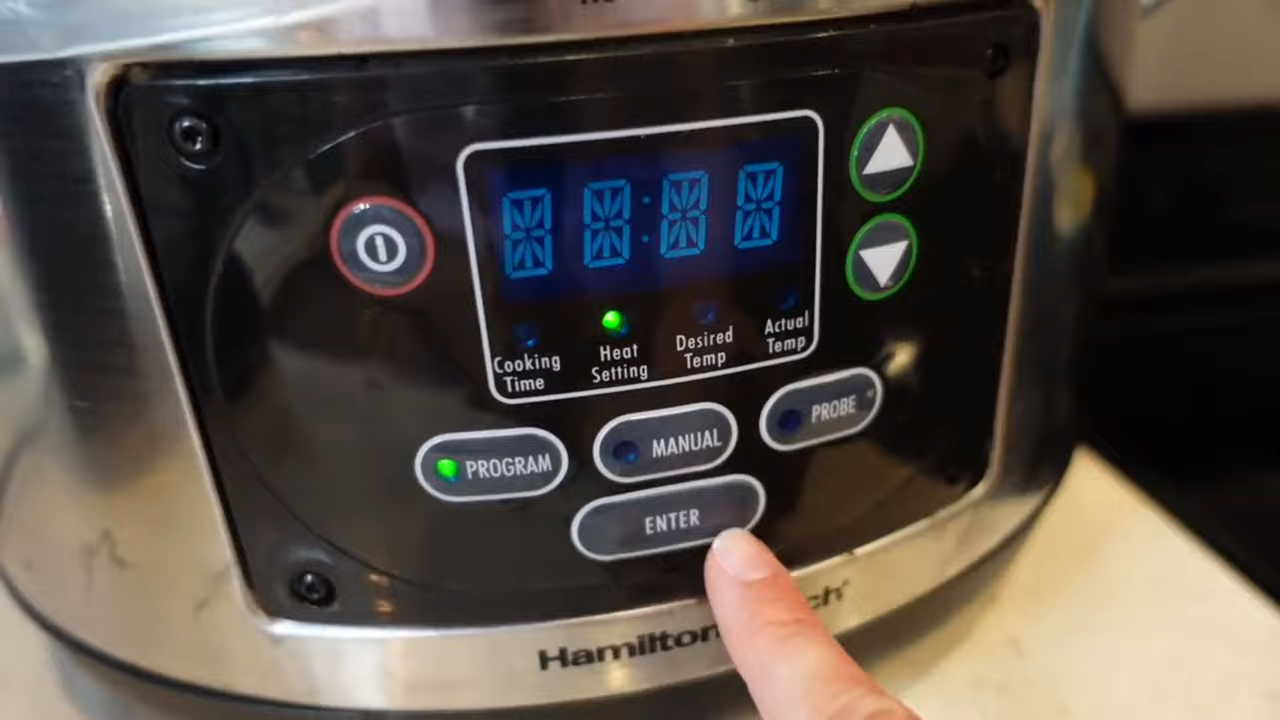 Cooking
Time
Heat
Setting
Desired
Temp
Actual
Temp
PROGRAM
MANUAL
PROBE
ENTER
Hamilton